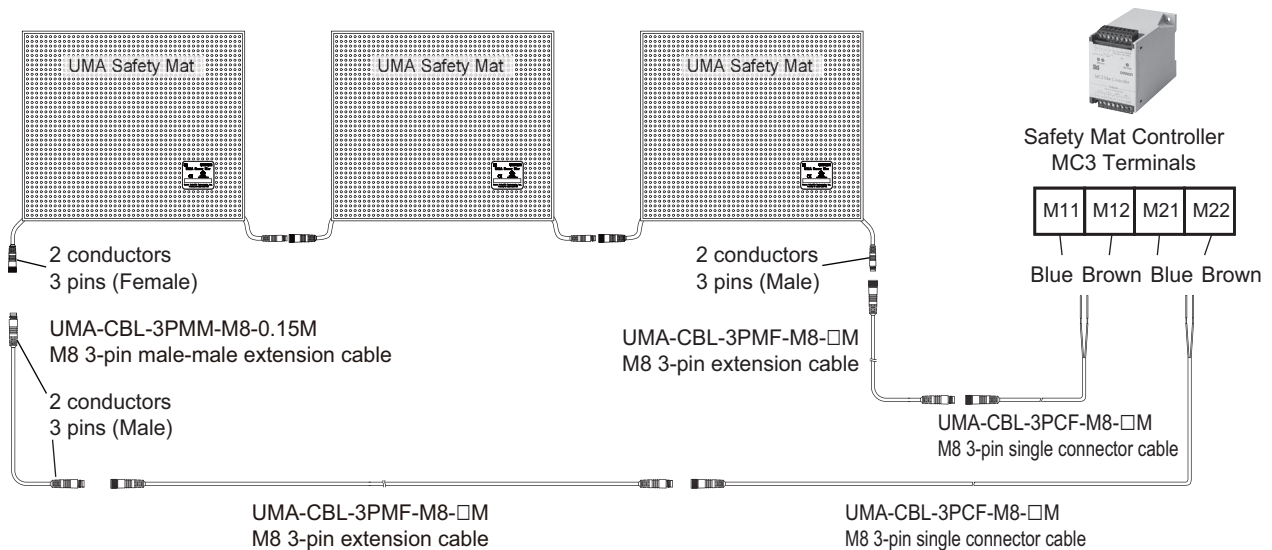 UMA Safety Mat
UMA Safety Mat
UMA Safety Mat
Safety Mat Controller
MC3 Terminals
M11 M12 M21 M22
Blue Brown Blue Brown
2 conductors
3 pins (Female)
2 conductors
3 pins (Male)
UMA-CBL-3PMM-M8-0.15M
M8 3-pin male-male extension cable
UMA-CBL-3PMF-M8-□M
M8 3-pin extension cable
2 conductors
3 pins (Male)
UMA-CBL-3PCF-M8-□M
M8 3-pin single connector cable
UMA-CBL-3PMF-M8-□M
M8 3-pin extension cable
UMA-CBL-3PCF-M8-□M
M8 3-pin single connector cable